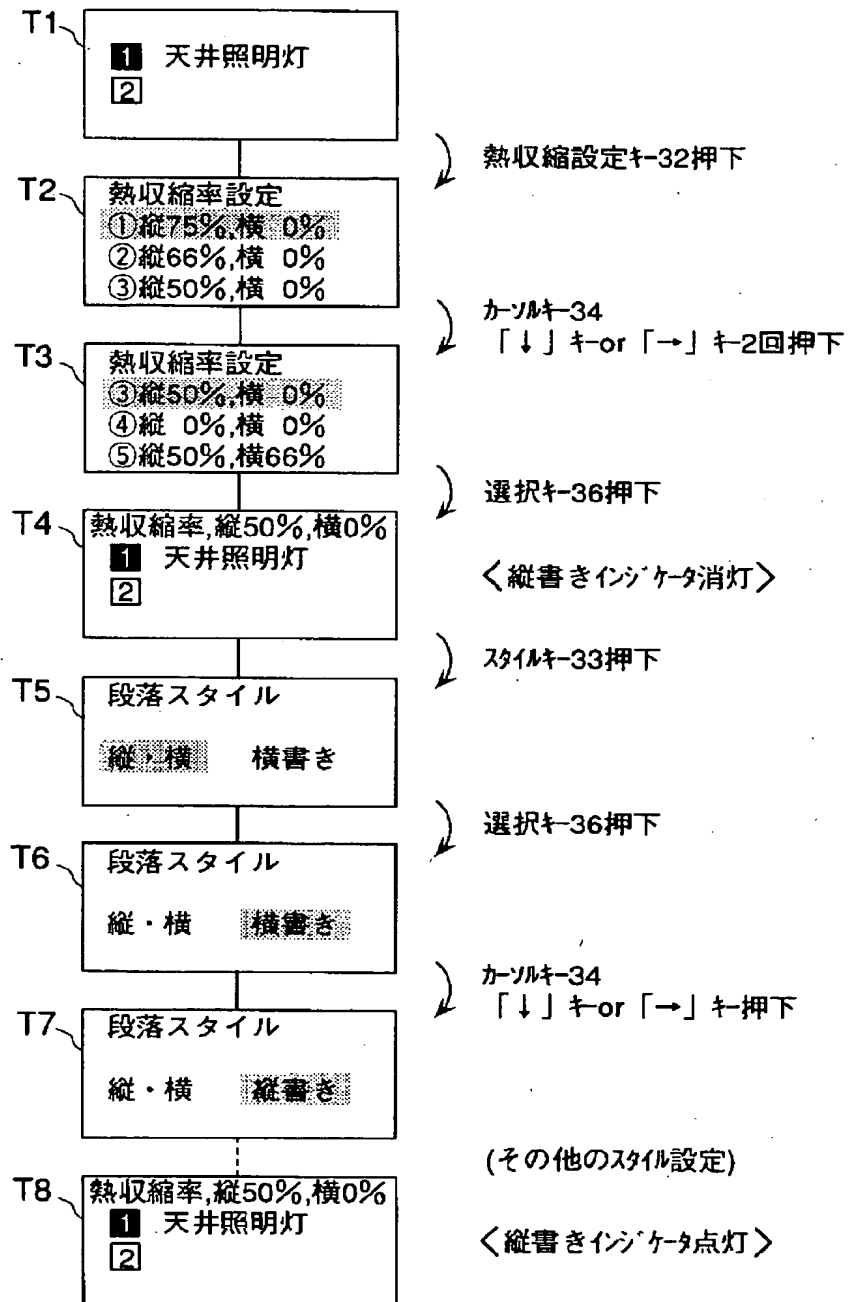 T1
1 天井照明灯
2
熱収縮設定ｷｰ32押下
T2
熱収縮率設定
①縦75%,横 0%
②縦66%,横 0%
③縦50%,横 0%
ｶｰｿﾙｷｰ34
「↓」ｷｰor「→」ｷｰ2回押下
T3
熱収縮率設定
③縦50%,横 0%
④縦 0%,横 0%
⑤縦50%,横66%
選択ｷｰ36押下
T4
熱収縮率,縦50%,横0%
1 天井照明灯
2
<縦書きｲﾝｼﾞｹｰﾀ消灯>
ｽﾀｲﾙｷｰ33押下
T5
段落スタイル
縦・横 横書き
選択ｷｰ36押下
T6
段落スタイル
縦・横 横書き
ｶｰｿﾙｷｰ34
「↓」ｷｰor「→」ｷｰ押下
T7
段落スタイル
縦・横 縦書き
(その他のｽﾀｲﾙ設定)
T8
熱収縮率,縦50%,横0%
1 天井照明灯
2
<縦書きｲﾝｼﾞｹｰﾀ点灯>